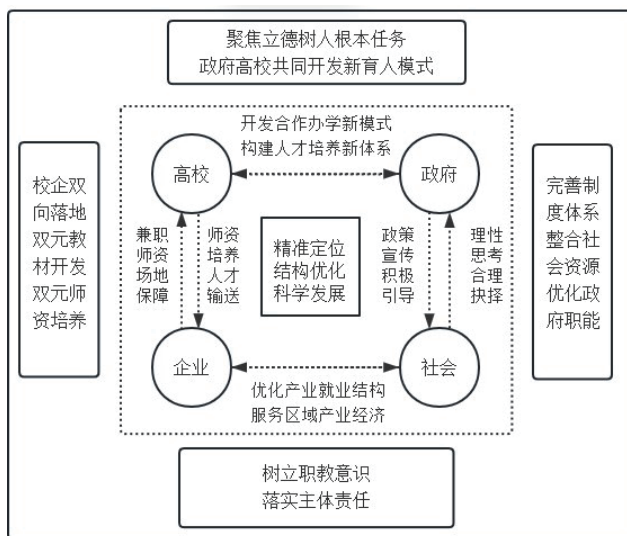 聚焦立德树人根本任务
政府高校共同开发新育人模式
校企双
向落地
双元教
材开发
双元师
资培养
开发合作办学新模式
构建人才培养新体系
高校
政府
兼职
师资
场地
保障
师资
培养
人才
输送
精准定位
结构优化
科学发展
政策
宣传
积极
引导
理性
思考
合理
抉择
企业
社会
优化产业就业结构
服务区域产业经济
完善制
度体系
整合社
会资源
优化政
府职能
树立职教意识
落实主体责任